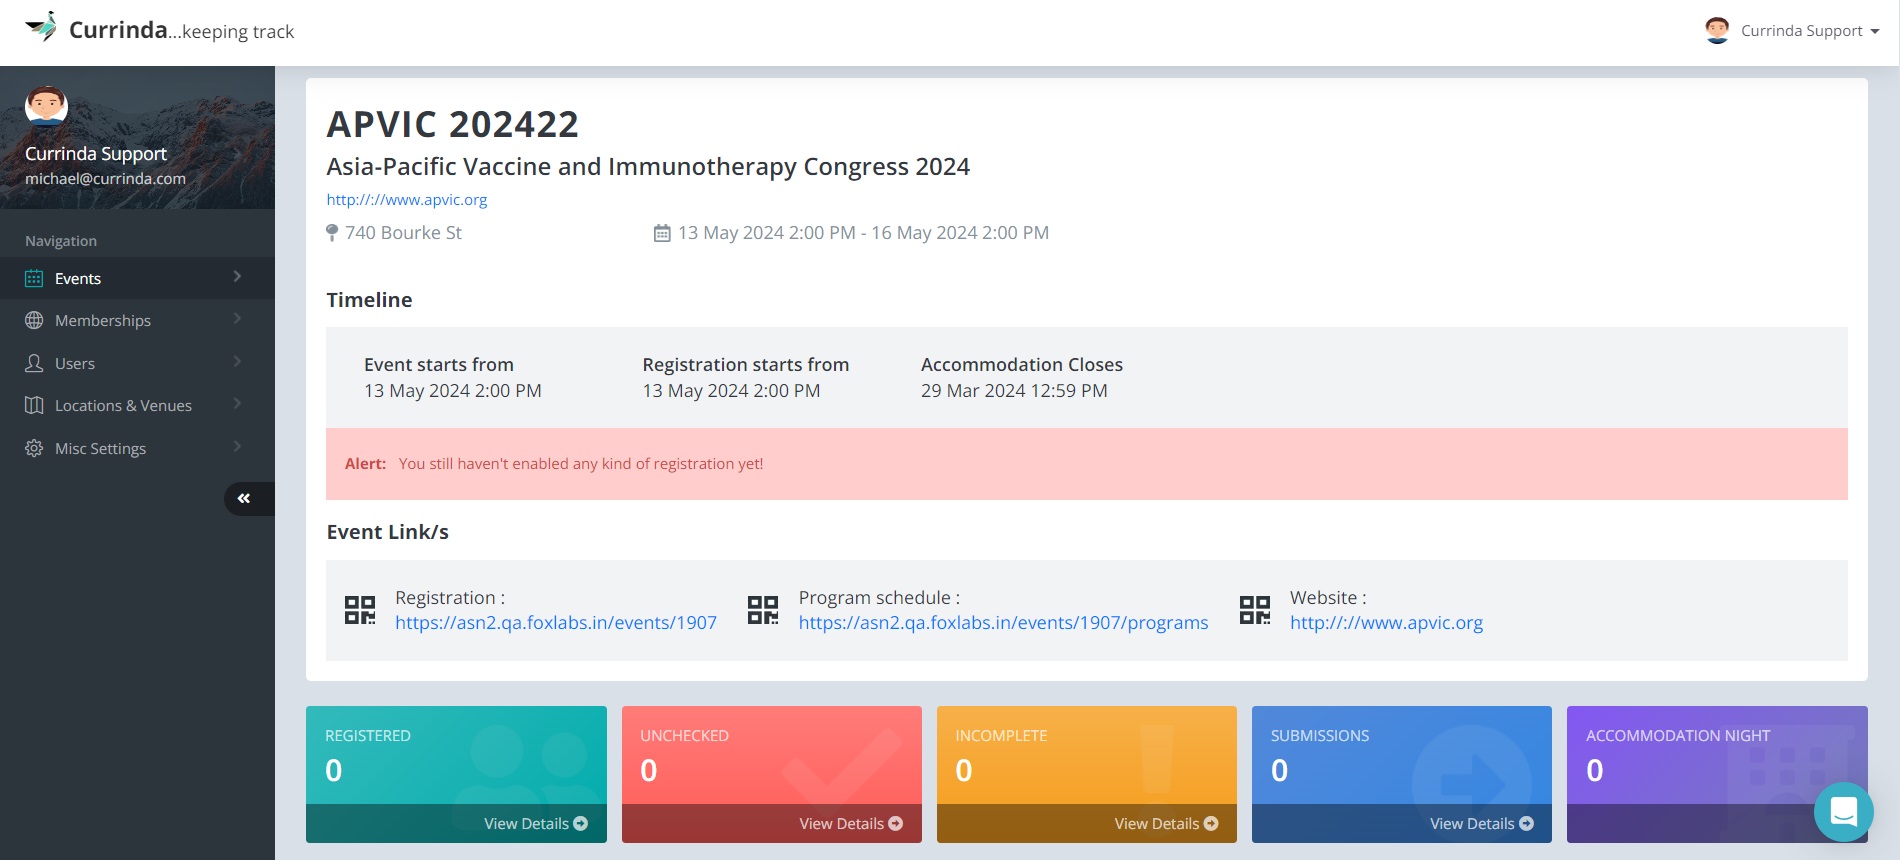 Currinda...keeping track
Currinda Support
Currinda Support
michael@currinda.com
Navigation
Events
Memberships
Users
Locations & Venues
Misc Settings
APVIC 202422
Asia-Pacific Vaccine and Immunotherapy Congress 2024
http://://www.apvic.org
740 Bourke St
13 May 2024 2:00 PM - 16 May 2024 2:00 PM
Timeline
Event starts from
13 May 2024 2:00 PM
Registration starts from
13 May 2024 2:00 PM
Accommodation Closes
29 Mar 2024 12:59 PM
Alert: You still haven't enabled any kind of registration yet!
Event Link/s
Registration :
https://asn2.qa.foxlabs.in/events/1907
Program schedule :
https://asn2.qa.foxlabs.in/events/1907/programs
Website :
http://://www.apvic.org
REGISTERED
0
View Details
UNCHECKED
0
View Details
INCOMPLETE
0
View Details
SUBMISSIONS
0
View Details
ACCOMMODATION NIGHT
0